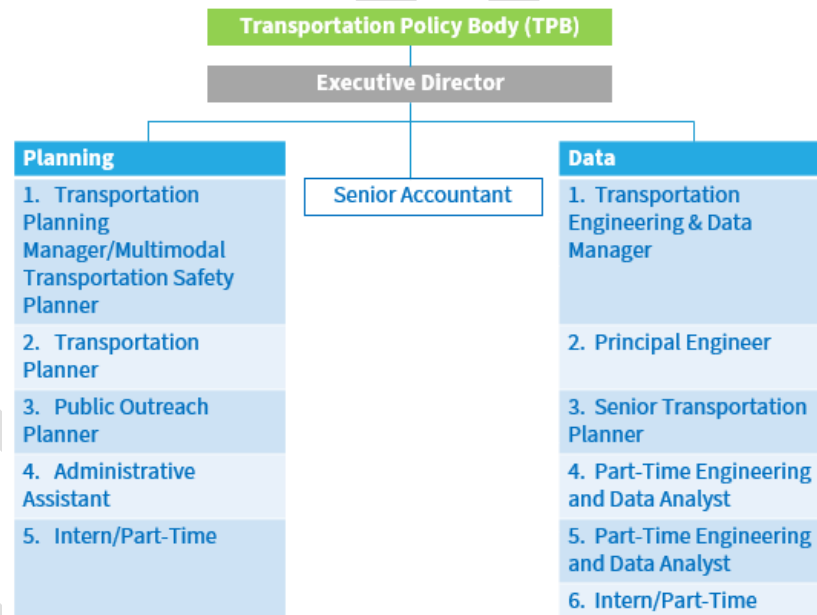 Transportation Policy Body (TPB)
Executive Director
Planning
1. Transportation
Planning
Manager/Multimodal
Transportation Safety
Planner
2. Transportation
Planner
3. Public Outreach
Planner
4. Administrative
Assistant
5. Intern/Part-Time
Senior Accountant
Data
1. Transportation
Engineering & Data
Manager
2. Principal Engineer
3. Senior Transportation
Planner
4. Part-Time Engineering
and Data Analyst
5. Part-Time Engineering
and Data Analyst
6. Intern/Part-Time